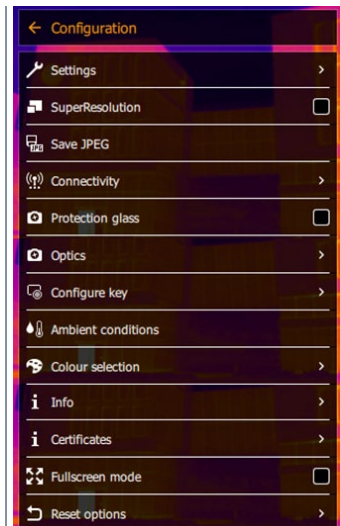 Configuration
Settings
SuperResolution
JPG Save JPEG
Connectivity
Protection glass
Optics
Configure key
Ambient conditions
Colour selection
Info
Certificates
Fullscreen mode
Reset options